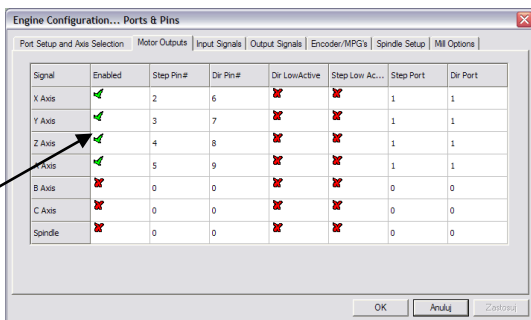 Engine Configuration... Ports & Pins
Port Setup and Axis Selection Motor Outputs Input Signals Output Signals Encoder/MPG's Spindle Setup Mill Options
Signal Enabled Step Pin# Dir Pin# Dir LowActive Step Low Ac... Step Port Dir Port
X Axis 2 6 1 1
Y Axis 3 7 1 1
Z Axis 4 8 1 1
A Axis 5 9 1 1
B Axis 0 0 0 0
C Axis 0 0 0 0
Spindle 0 0 0 0
OK Anuluj Zastosuj